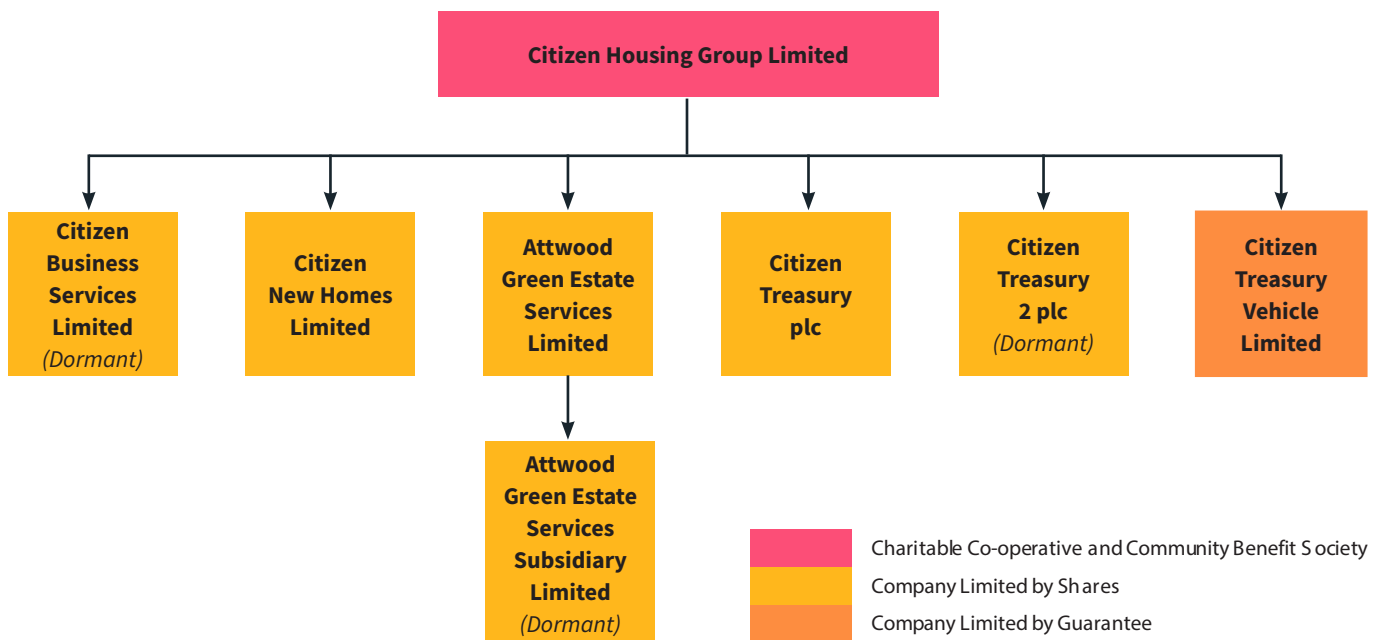 Citizen Housing Group Limited
Citizen
Business
Services
Limited
(Dormant)
Citizen
New Homes
Limited
Attwood
Green Estate
Services
Limited
Citizen
Treasury
plc
Citizen
Treasury
2 plc
(Dormant)
Citizen
Treasury
Vehicle
Limited
Attwood
Green Estate
Services
Subsidiary
Limited
(Dormant)
Charitable Co-operative and Community Benefit Society
Company Limited by Shares
Company Limited by Guarantee